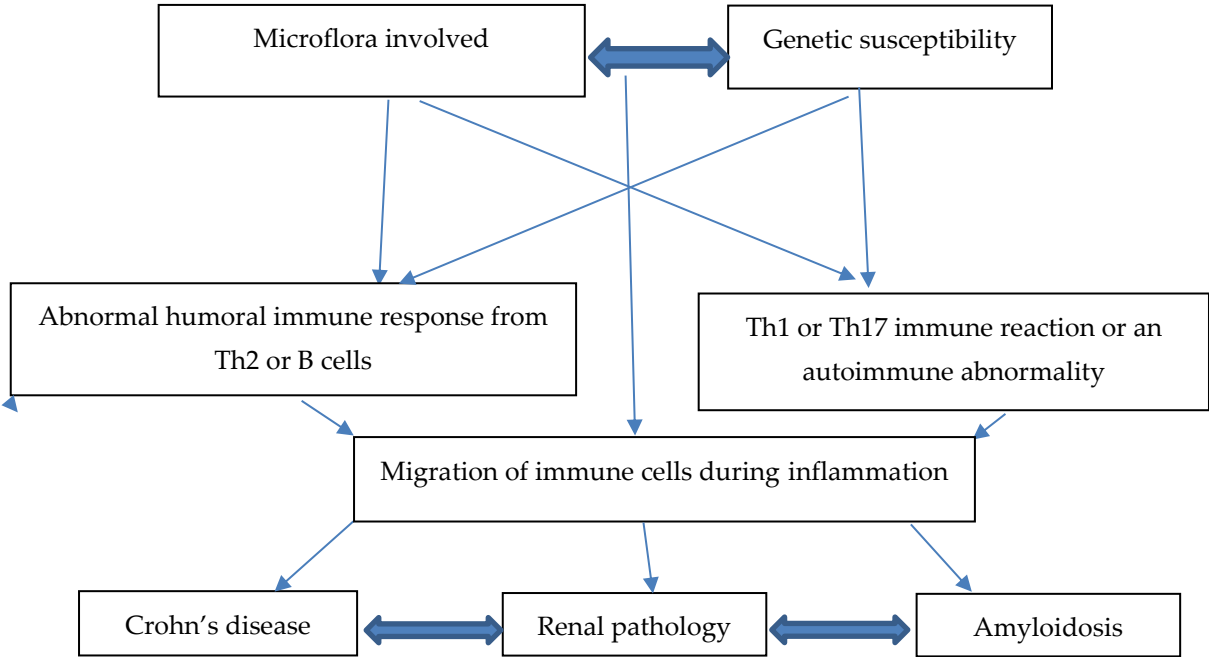 Microflora involved
Genetic susceptibility
Abnormal humoral immune response from
Th2 or B cells
Th1 or Th17 immune reaction or an
autoimmune abnormality
Migration of immune cells during inflammation
Crohn’s disease
Renal pathology
Amyloidosis